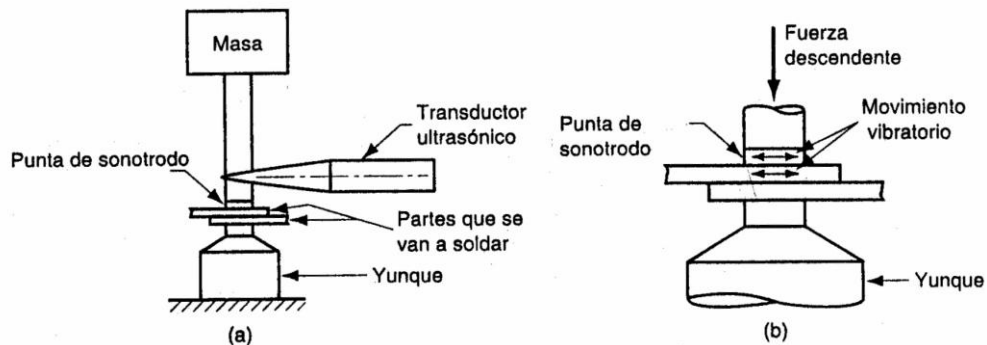 Masa
Transductor
ultrasónico
Punta de sonotrodo
Partes que se
van a soldar
Yunque
(a)
Fuerza
descendente
Movimiento
vibratorio
Punta de
sonotrodo
Yunque
(b)